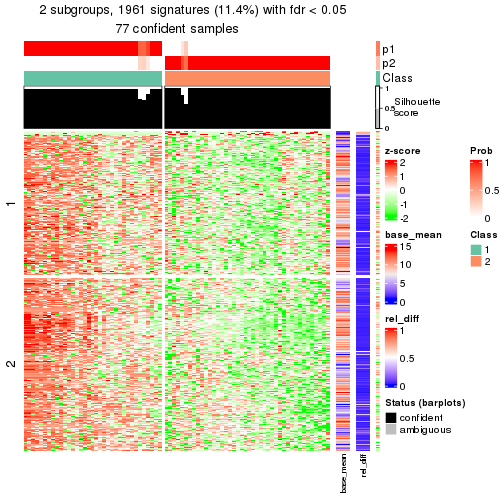 2 subgroups, 1961 signatures (11.4%) with fdr < 0.05
77 confident samples
p1
p2
Class
1
0.5
0
Silhouette
score
1
2
z-score
2
1
0
-1
-2
Prob
1
0.5
0
base_mean
15
10
5
0
Class
1
2
rel_diff
1
0.5
0
Status (barplots)
confident
ambiguous
base_mean
rel_diff